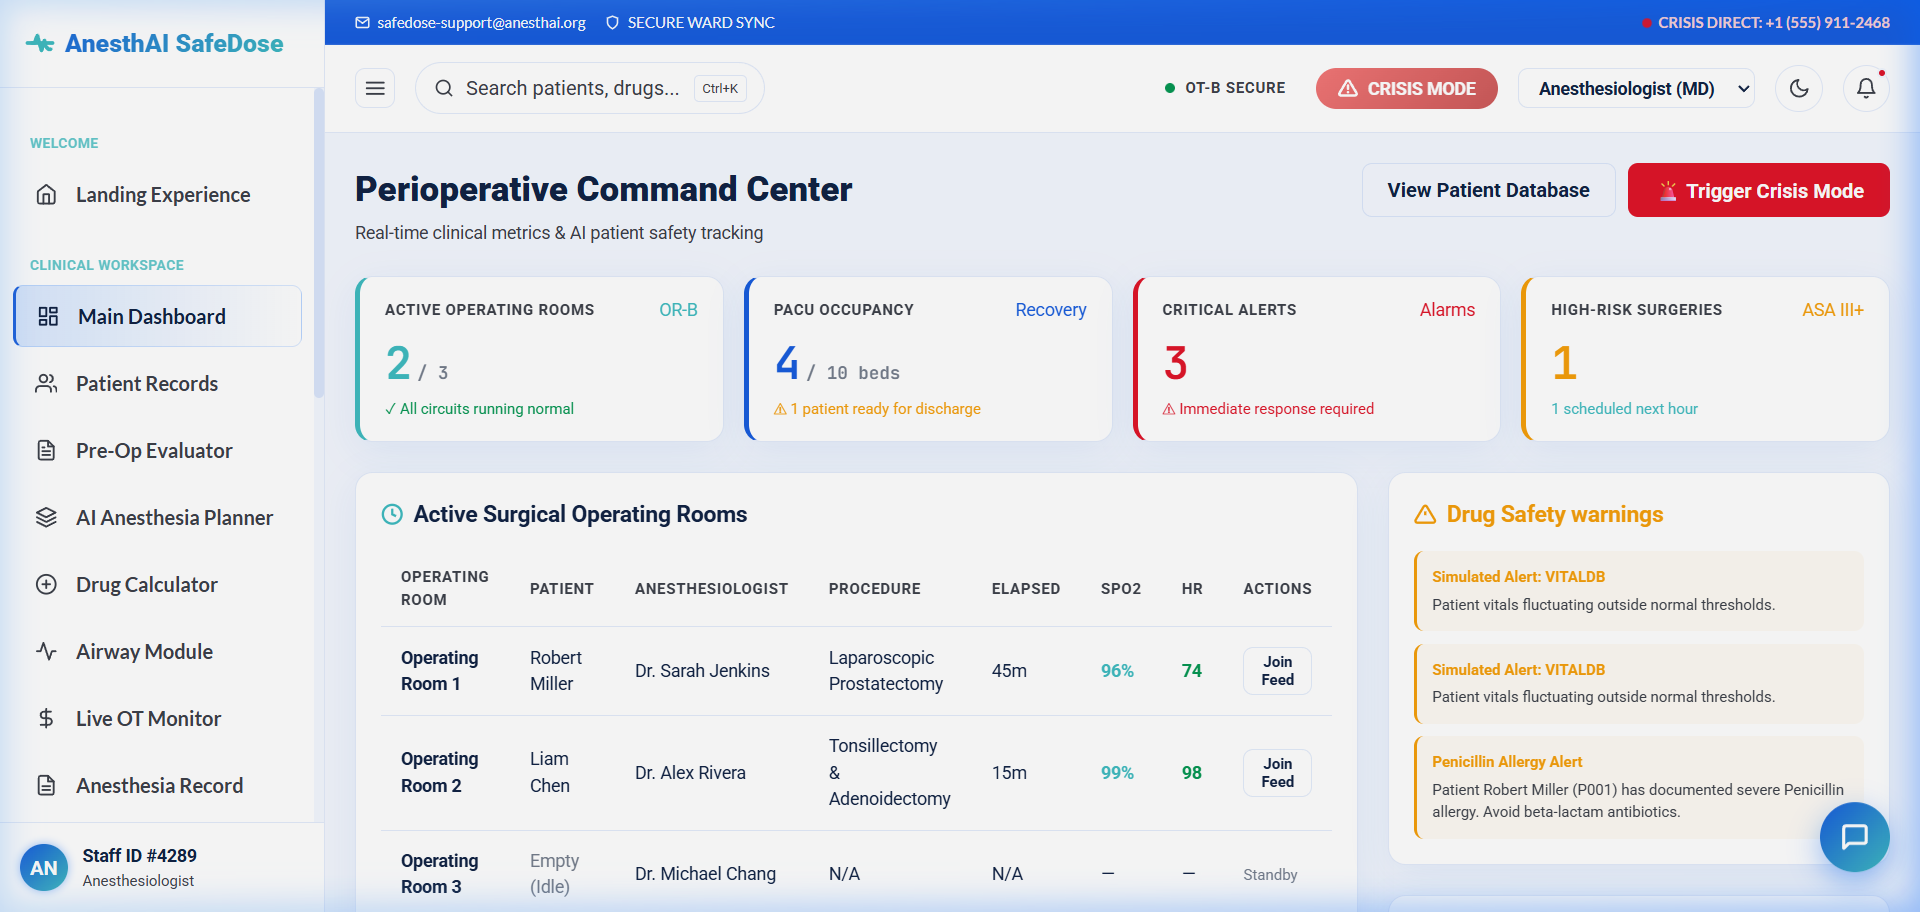 AnesthAI SafeDose
WELCOME
Landing Experience
CLINICAL WORKSPACE
Main Dashboard
Patient Records
Pre-Op Evaluator
AI Anesthesia Planner
Drug Calculator
Airway Module
Live OT Monitor
Anesthesia Record
AN
Staff ID #4289
Anesthesiologist
safedose-support@anesthai.org
SECURE WARD SYNC
CRISIS DIRECT: +1 (555) 911-2468
Search patients, drugs...
Ctrl+K
OT-B SECURE
CRISIS MODE
Anesthesiologist (MD)
Perioperative Command Center
Real-time clinical metrics & AI patient safety tracking
View Patient Database
Trigger Crisis Mode
ACTIVE OPERATING ROOMS
OR-B
2 / 3
✓ All circuits running normal
PACU OCCUPANCY
Recovery
4 / 10 beds
⚠ 1 patient ready for discharge
CRITICAL ALERTS
Alarms
3
⚠ Immediate response required
HIGH-RISK SURGERIES
ASA III+
1
1 scheduled next hour
Active Surgical Operating Rooms
OPERATING
ROOM
PATIENT
ANESTHESIOLOGIST
PROCEDURE
ELAPSED
SPO2
HR
ACTIONS
Operating
Room 1
Robert
Miller
Dr. Sarah Jenkins
Laparoscopic
Prostatectomy
45m
96%
74
Join
Feed
Operating
Room 2
Liam
Chen
Dr. Alex Rivera
Tonsillectomy
&
Adenoidectomy
15m
99%
98
Join
Feed
Operating
Room 3
Empty
(Idle)
Dr. Michael Chang
N/A
N/A
—
—
Standby
Drug Safety warnings
Simulated Alert: VITALDB
Patient vitals fluctuating outside normal thresholds.
Simulated Alert: VITALDB
Patient vitals fluctuating outside normal thresholds.
Penicillin Allergy Alert
Patient Robert Miller (P001) has documented severe Penicillin
allergy. Avoid beta-lactam antibiotics.